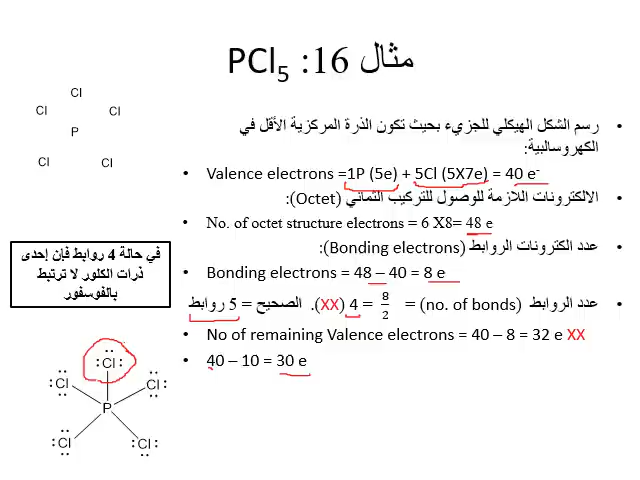 مثال 16: PCl5
Cl
Cl
Cl
P
Cl
Cl
• رسم الشكل الهيكلي للجزيء بحيث تكون الذرة المركزية الأقل في
الكهروسالبية:
• Valence electrons =1P (5e) + 5Cl (5X7e) = 40 e-
• الالكترونات اللازمة للوصول للتركيب الثماني (Octet):
• No. of octet structure electrons = 6 X8= 48 e
• عدد الكترونات الروابط (Bonding electrons):
• Bonding electrons = 48 – 40 = 8 e
• عدد الروابط (no. of bonds) = 8/2 = 4 (XX). الصحيح = 5 روابط
• No of remaining Valence electrons = 40 – 8 = 32 e XX
• 40 – 10 = 30 e
في حالة 4 روابط فإن إحدى
ذرات الكلور لا ترتبط
بالفوسفور
Cl
Cl
Cl
P
Cl
Cl